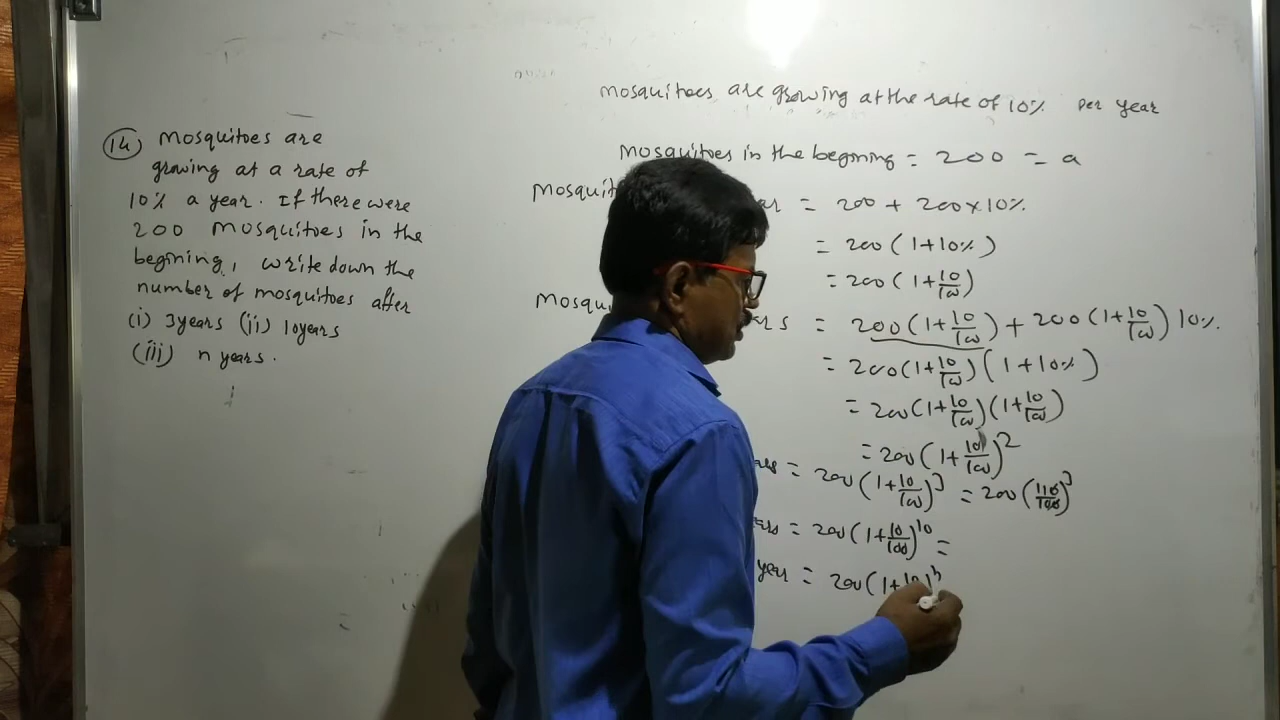 mosquitoes are growing at the rate of 10% per year
(14) Mosquitoes are
growing at a rate of
10% a year. If there were
200 mosquitoes in the
begining, write down the
number of mosquitoes after
(i) 3years (ii) 10years
(iii) n years.
mosquitoes in the begining = 200 = a
= 200 + 200 x 10%
= 200 (1+10%)
= 200 (1+10/100)
= 200 (1+10/100) + 200 (1+10/100) 10%
= 200 (1+10/100) (1+10%)
= 200 (1+10/100) (1+10/100)
= 200 (1+10/100)^2
= 200 (1+10/100)^3 = 200 (110/100)^3
= 200 (1+10/100)^10 =
= 200 (1+10